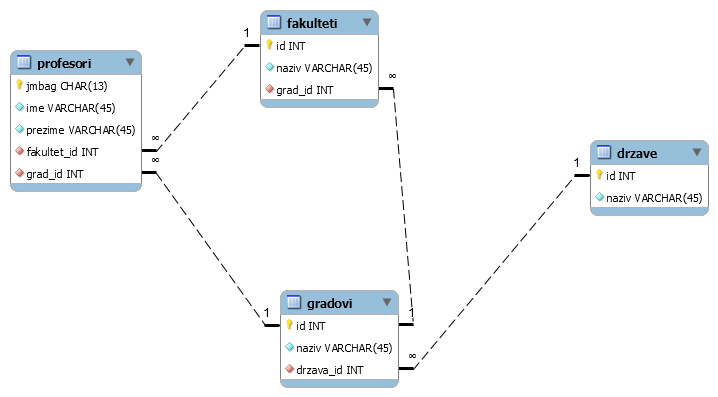 profesori
jmbag CHAR(13)
ime VARCHAR(45)
prezime VARCHAR(45)
fakultet_id INT
grad_id INT
∞
∞
1
fakulteti
id INT
naziv VARCHAR(45)
grad_id INT
∞
1
drzave
id INT
naziv VARCHAR(45)
1
gradovi
id INT
naziv VARCHAR(45)
drzava_id INT
1
∞